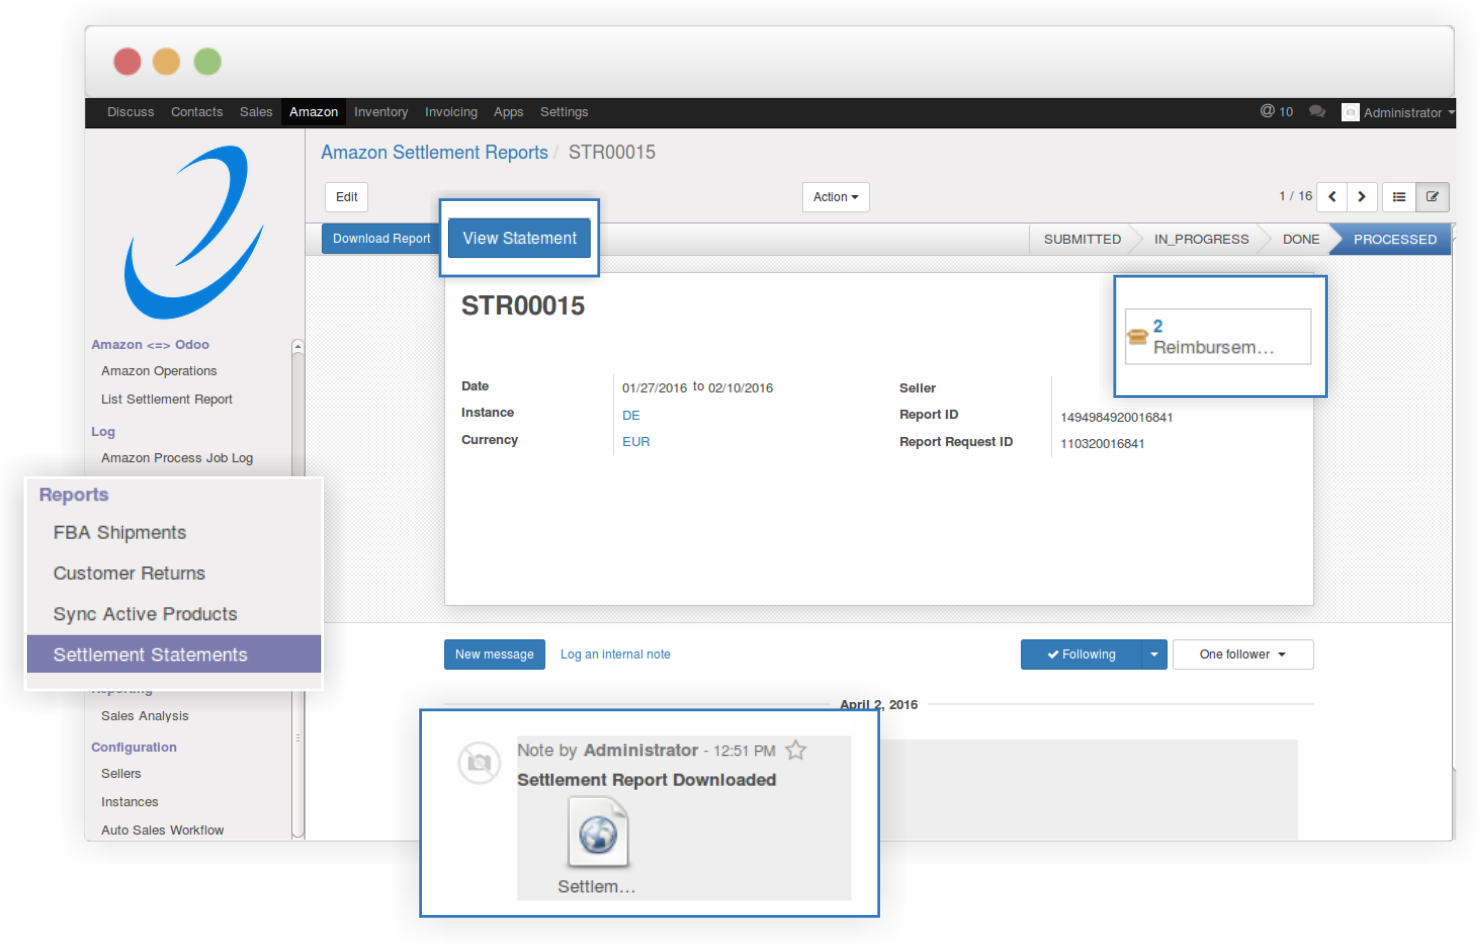 Discuss Contacts Sales Amazon Inventory Invoicing Apps Settings @ 10 Administrator
Amazon Settlement Reports / STR00015
Edit Action 1 / 16
Download Report View Statement SUBMITTED IN_PROGRESS DONE PROCESSED
STR00015
2
Reimbursem...
Date 01/27/2016 to 02/10/2016 Seller
Instance DE Report ID 1494984920016841
Currency EUR Report Request ID 110320016841
Amazon <=> Odoo
Amazon Operations
List Settlement Report
Log
Amazon Process Job Log
Reports
FBA Shipments
Customer Returns
Sync Active Products
Settlement Statements
Reporting
Sales Analysis
Configuration
Sellers
Instances
Auto Sales Workflow
New message Log an internal note Following One follower
April 2, 2016
Note by Administrator - 12:51 PM
Settlement Report Downloaded
Settlem...